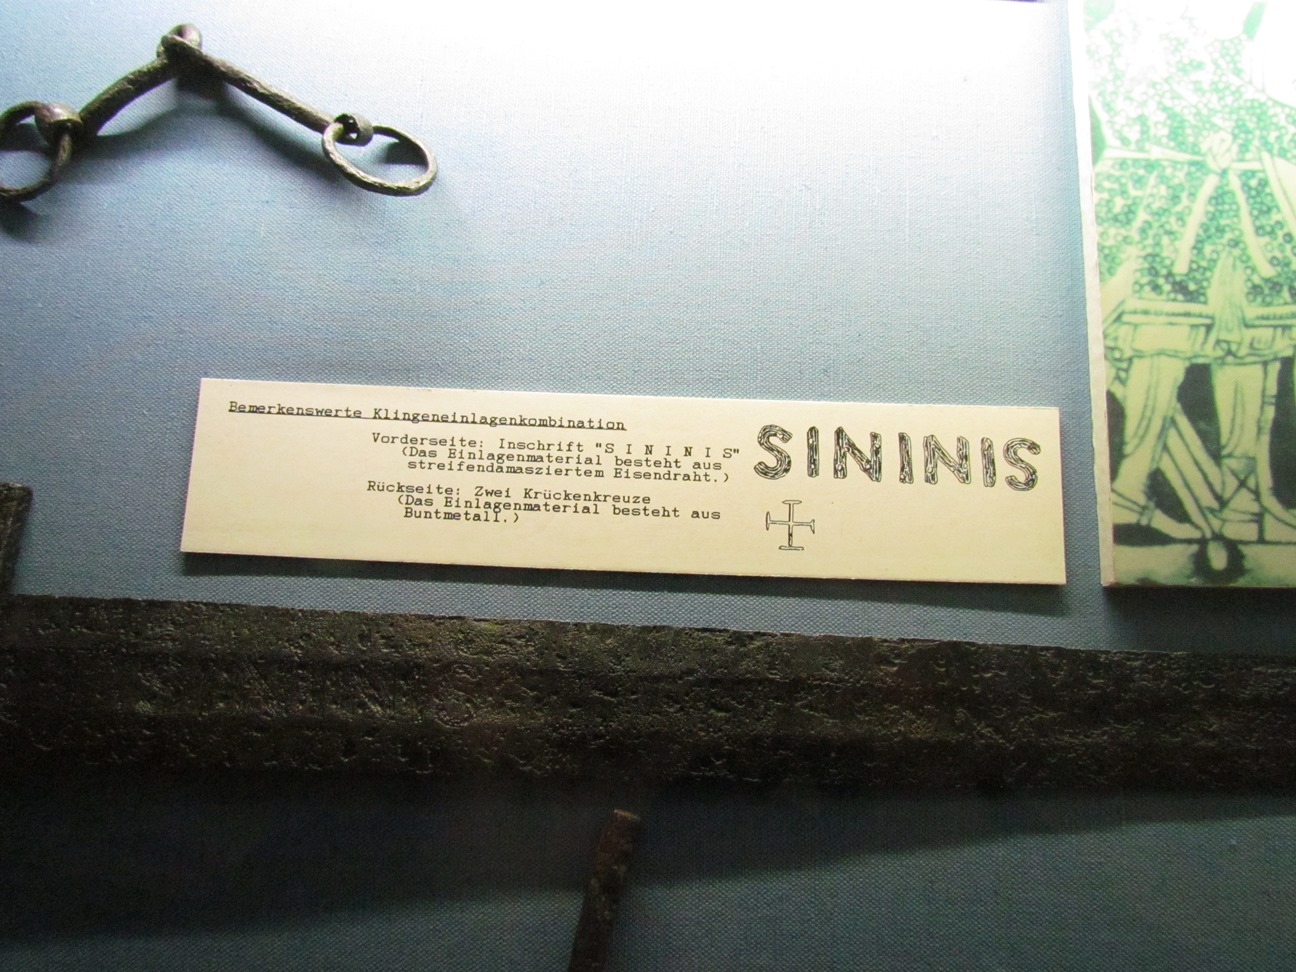 Bemerkenswerte Klingeneinlagenkombination
Vorderseite: Inschrift "S I N I N I S"
(Das Einlagenmaterial besteht aus
streifendamasziertem Eisendraht.)
Rückseite: Zwei Krückenkreuze
(Das Einlagenmaterial besteht aus
Buntmetall.)
SININIS